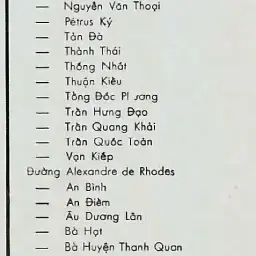 — Nguyễn Văn Thoại
— Pétrus Ký
— Tản Đà
— Thành Thái
— Thống Nhất
— Thuận Kiều
— Tổng Đốc P ương
— Trần Hưng Đạo
— Trần Quang Khải
— Trần Quốc Toản
— Vạn Kiếp
Đường Alexandre de Rhodes
— An Bình
— An Điềm
— Âu Dương Lân
— Bà Hạt
— Bà Huyện Thanh Quan